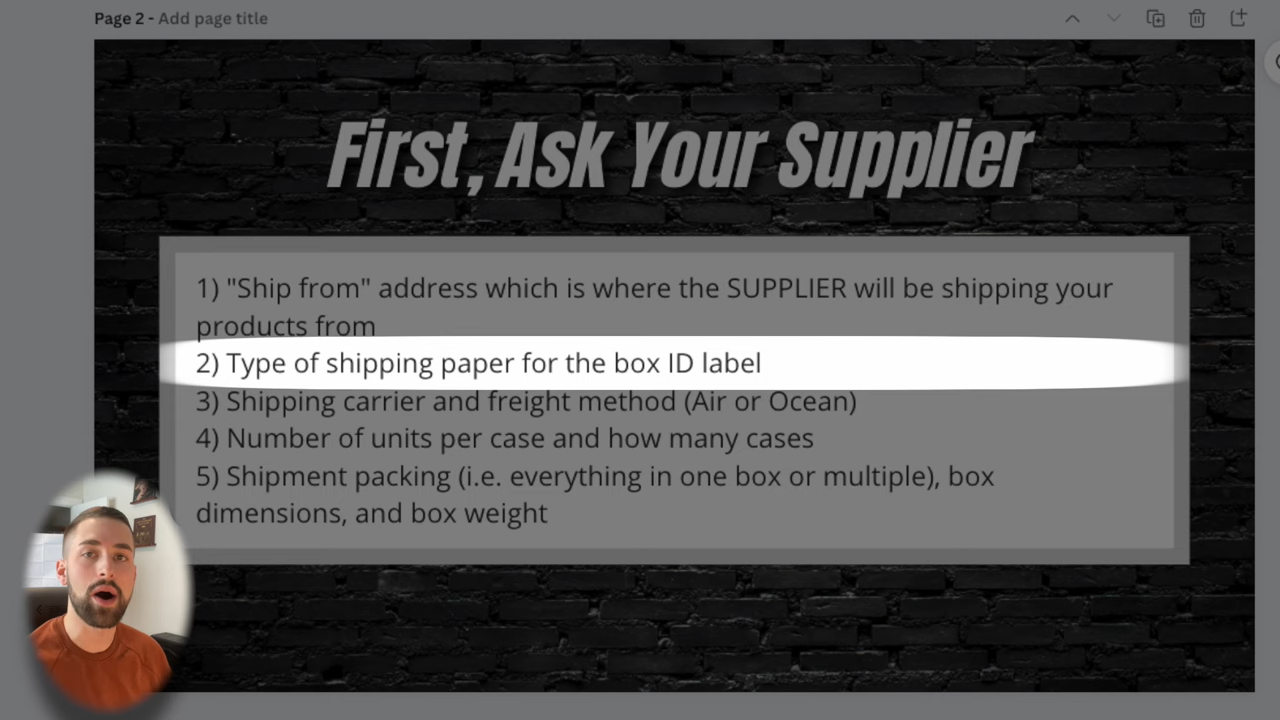 Page 2 - Add page title
First, Ask Your Supplier
1) "Ship from" address which is where the SUPPLIER will be shipping your
products from
2) Type of shipping paper for the box ID label
3) Shipping carrier and freight method (Air or Ocean)
4) Number of units per case and how many cases
5) Shipment packing (i.e. everything in one box or multiple), box
dimensions, and box weight